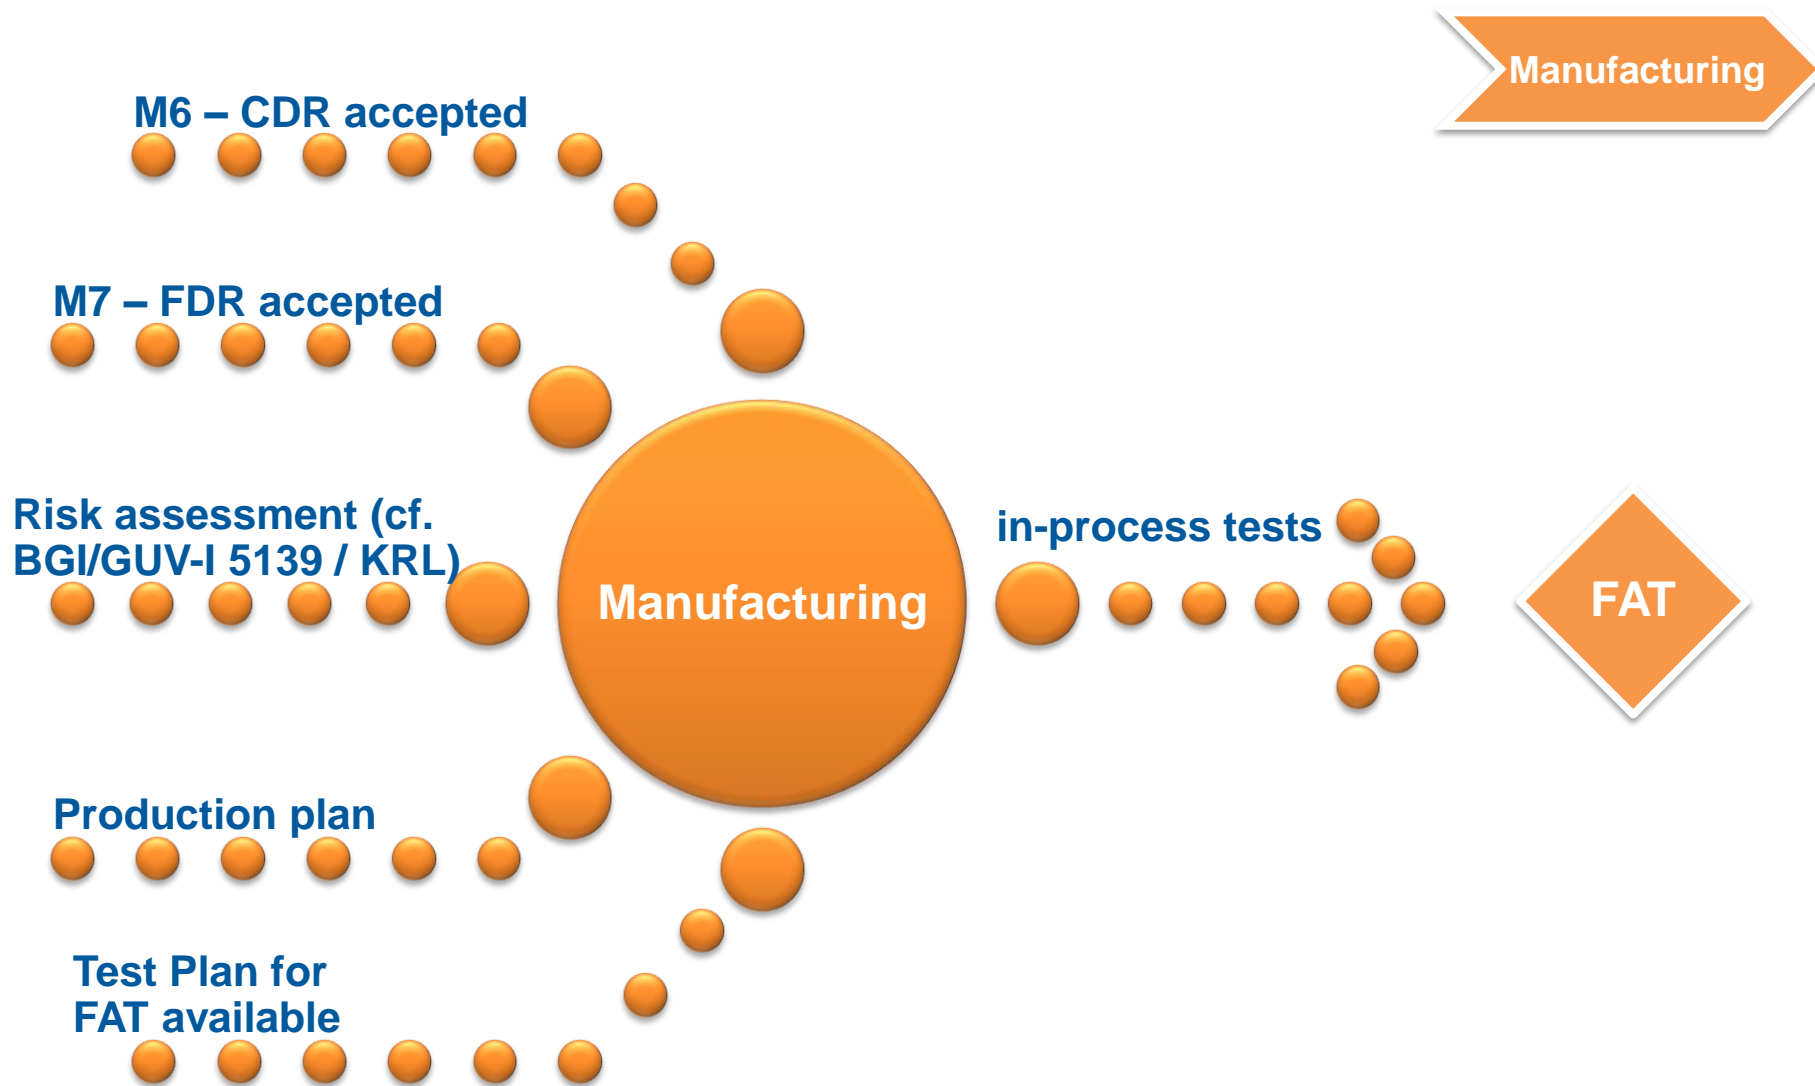 Manufacturing
M6 – CDR accepted
M7 – FDR accepted
Risk assessment (cf.
BGI/GUV-I 5139 / KRL)
in-process tests
Manufacturing
FAT
Production plan
Test Plan for
FAT available